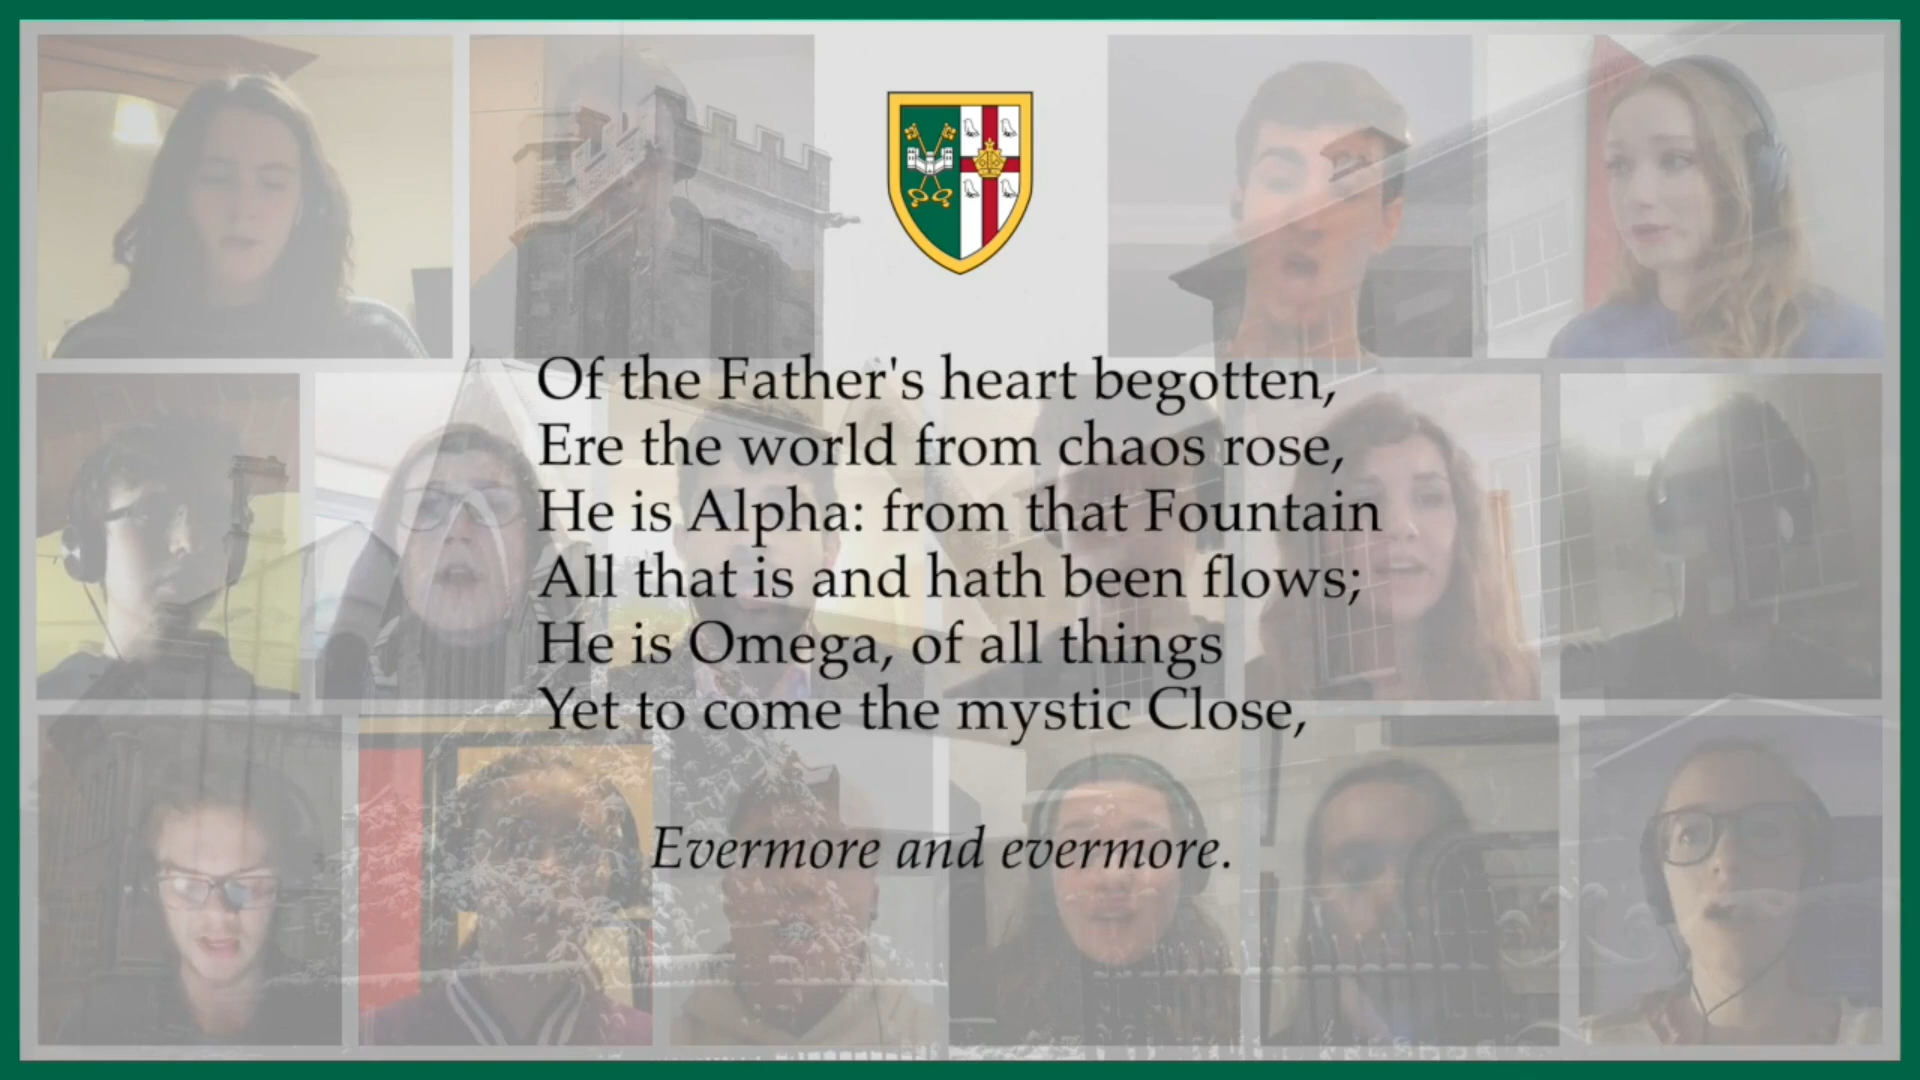 Of the Father's heart begotten,
Ere the world from chaos rose,
He is Alpha: from that Fountain
All that is and hath been flows;
He is Omega, of all things
Yet to come the mystic Close,
Evermore and evermore.